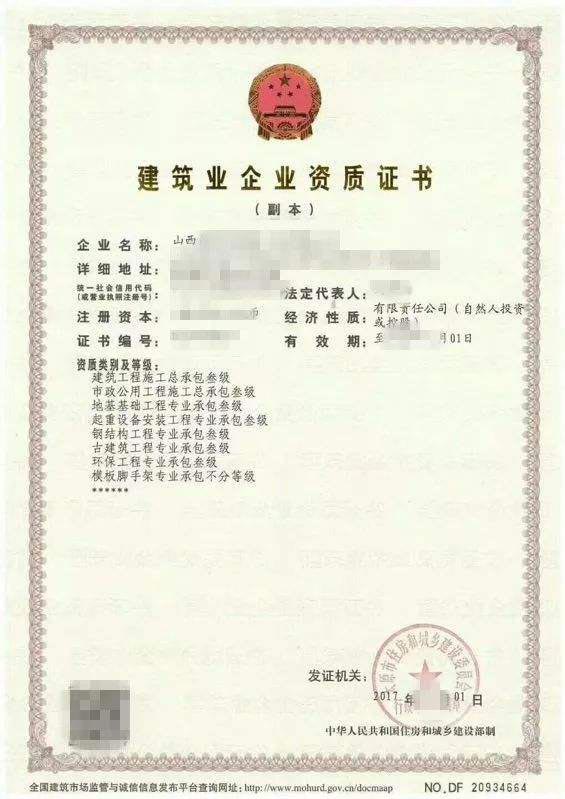 建筑业企业资质证书
（副本）
企业名称：山西
详细地址：
统一社会信用代码
（或营业执照注册号）：
法定代表人：
注册资本：
经济性质：有限责任公司（自然人投资
或控股）
证书编号：
有效期：至 月01日
资质类别及等级：
建筑工程施工总承包叁级
市政公用工程施工总承包叁级
地基基础工程专业承包叁级
起重设备安装工程专业承包叁级
钢结构工程专业承包叁级
古建筑工程专业承包叁级
环保工程专业承包叁级
模板脚手架专业承包不分等级
******
市住房和城乡建设委员会
发证机关：
2017年 01日
中华人民共和国住房和城乡建设部制
全国建筑市场监管与诚信信息发布平台查询网址：http://www.mohurd.gov.cn/docmaap
NO.DF 20934664